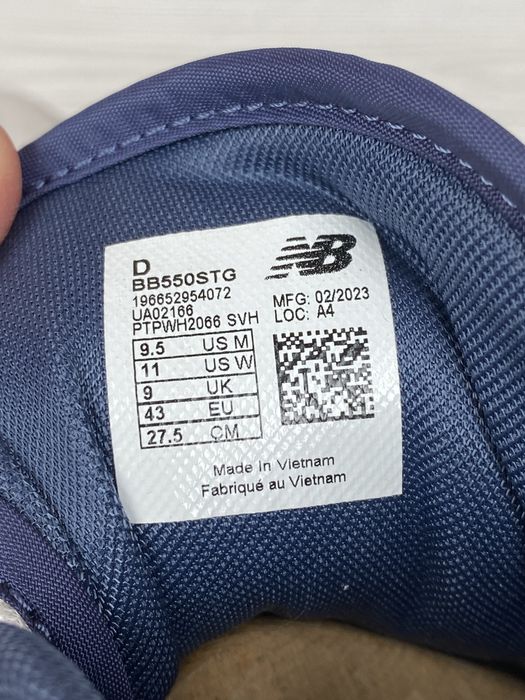 D
BB550STG
196652954072
UA02166
PTPWH2066 SVH
NB
MFG: 02/2023
LOC: A4
9.5 US M
11 US W
9 UK
43 EU
27.5 CM
Made In Vietnam
Fabriqué au Vietnam